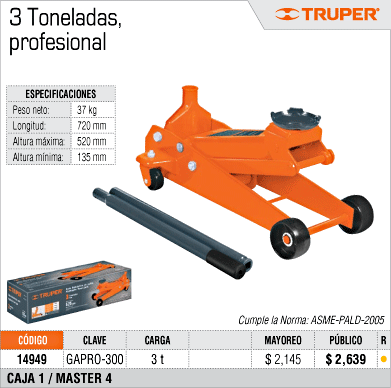 3 Toneladas,
profesional
TRUPER®
ESPECIFICACIONES
Peso neto: 37 kg
Longitud: 720 mm
Altura máxima: 520 mm
Altura mínima: 135 mm
TRUPER
Cumple la Norma: ASME-PALD-2005
CÓDIGO CLAVE CARGA MAYOREO PÚBLICO R
14949 GAPRO-300 3 t $ 2,145 $ 2,639
CAJA 1 / MASTER 4